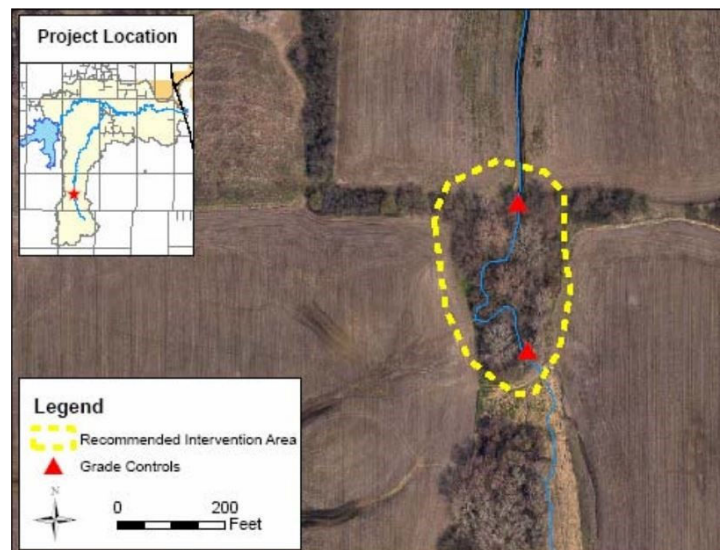 Project Location
Legend
Recommended Intervention Area
Grade Controls
N
0 200
Feet